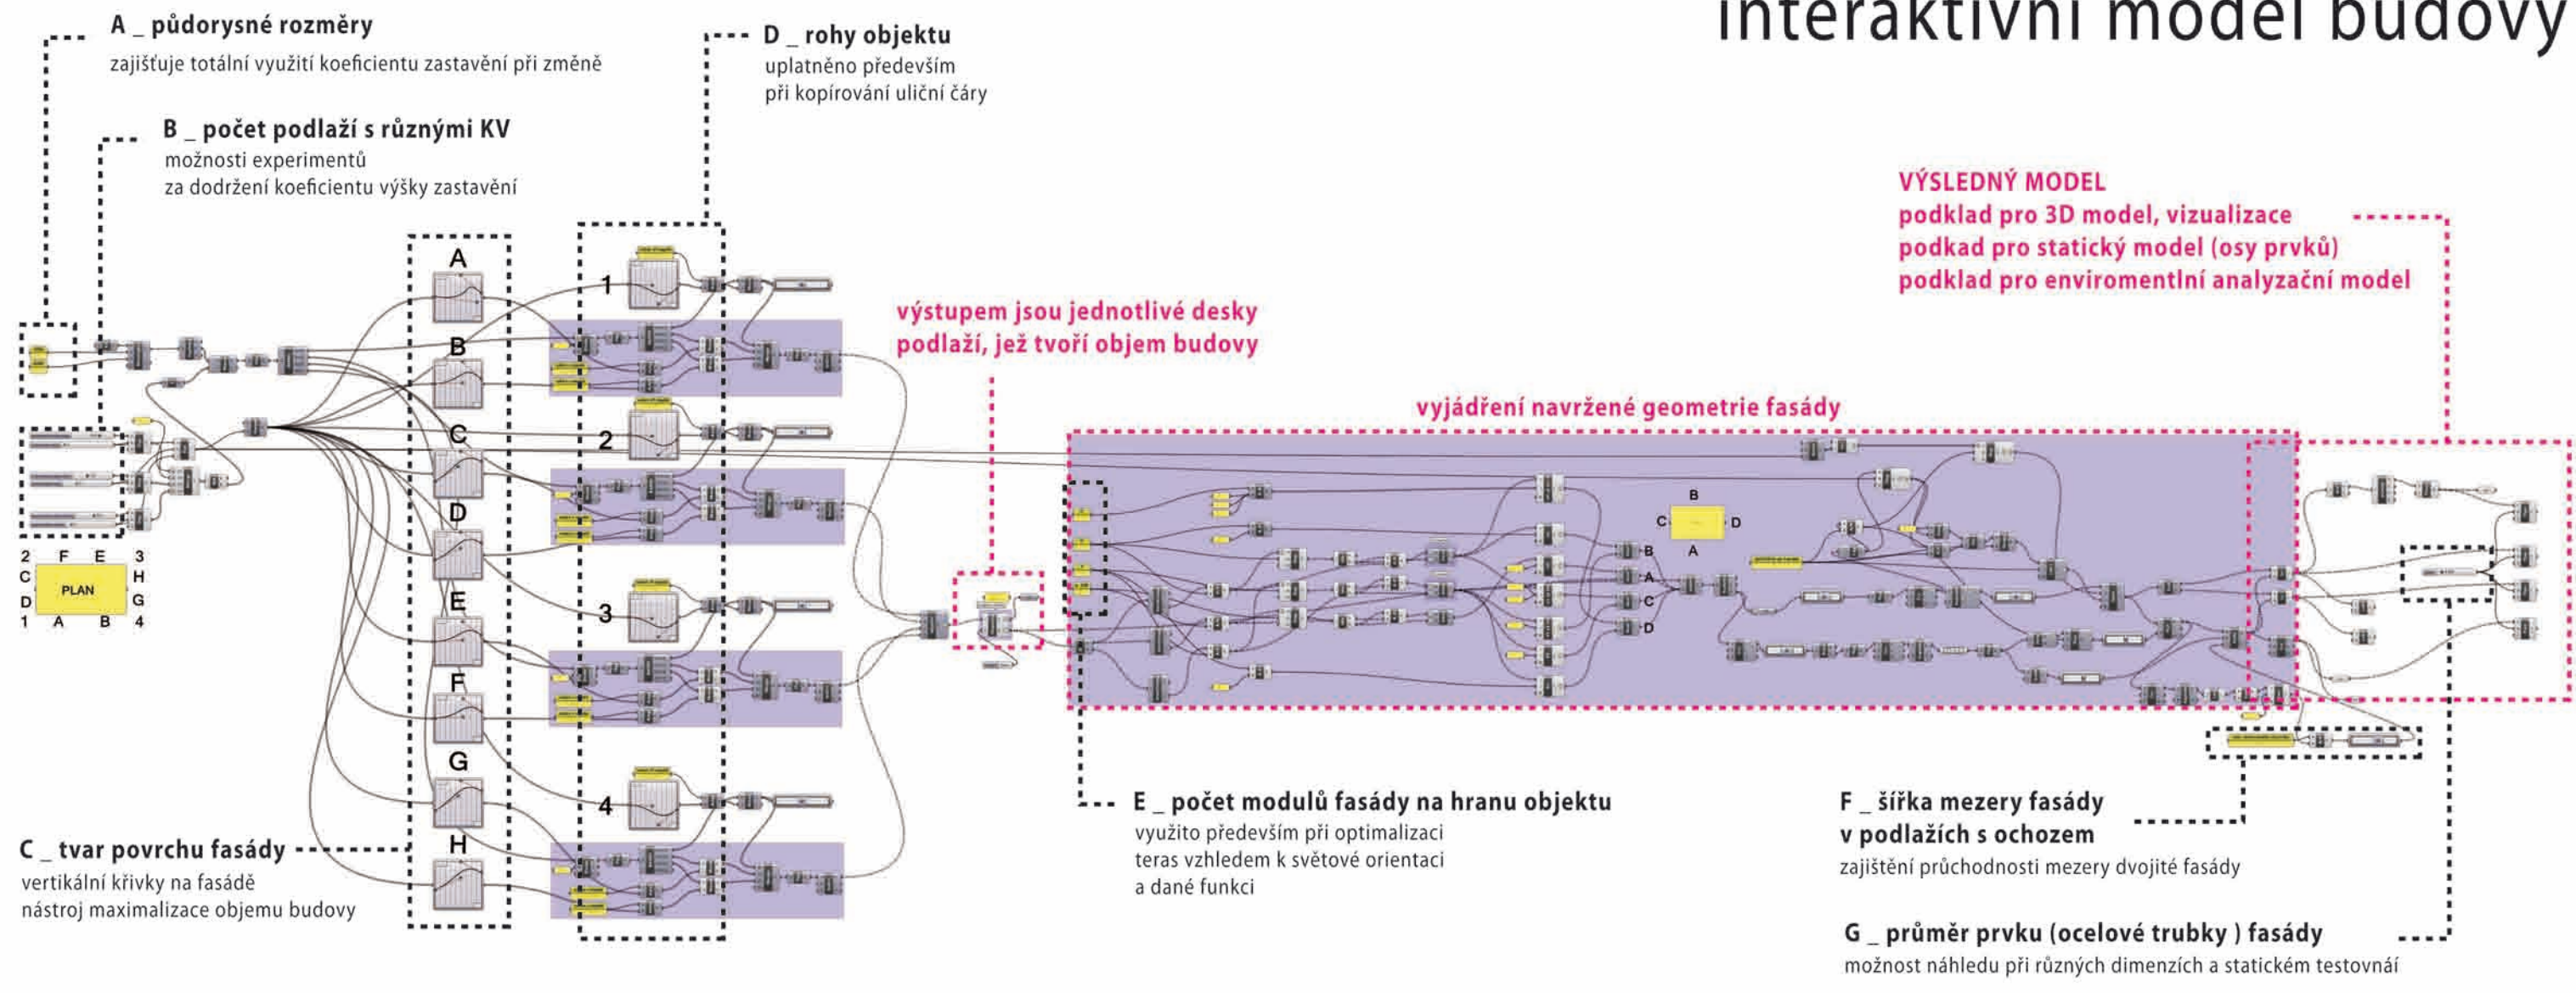 interaktivní model budovy
A _ půdorysné rozměry
zajišťuje totální využití koeficientu zastavění při změně
B _ počet podlaží s různými KV
možnosti experimentů
za dodržení koeficientu výšky zastavění
D _ rohy objektu
uplatněno především
při kopírování uliční čáry
VÝSLEDNÝ MODEL
podklad pro 3D model, vizualizace
podkad pro statický model (osy prvků)
podklad pro enviromentlní analyzační model
A
B
C
D
E
F
G
H
1
2
3
4
výstupem jsou jednotlivé desky
podlaží, jež tvoří objem budovy
vyjádření navržené geometrie fasády
B
C D
A
B
A
C
D
2 F E 3
C H
PLAN
D G
1 A B 4
C _ tvar povrchu fasády
vertikální křivky na fasádě
nástroj maximalizace objemu budovy
E _ počet modulů fasády na hranu objektu
využito především při optimalizaci
teras vzhledem k světové orientaci
a dané funkci
F _ šířka mezery fasády
v podlažích s ochozem
zajištění průchodnosti mezery dvojité fasády
G _ průměr prvku (ocelové trubky ) fasády
možnost náhledu při různých dimenzích a statickém testovnáí